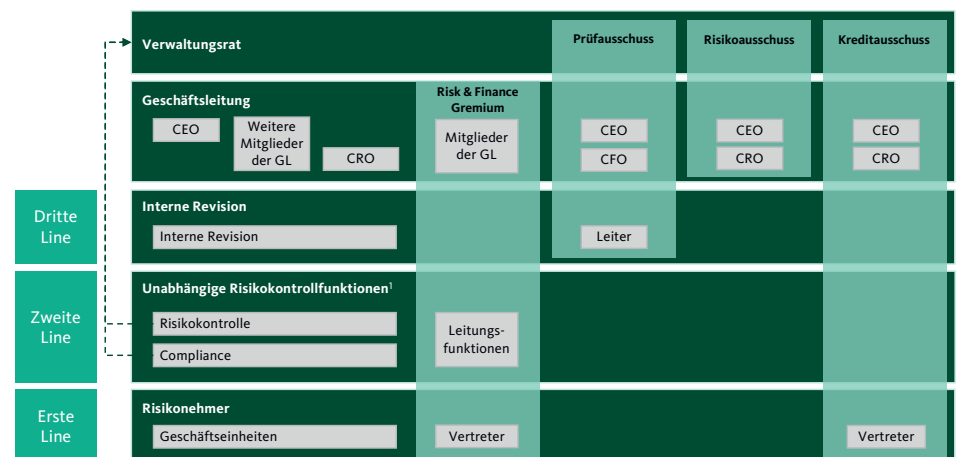 Verwaltungsrat
Prüfausschuss
Risikoausschuss
Kreditausschuss
Geschäftsleitung
Risk & Finance
Gremium
CEO
Weitere
Mitglieder
der GL
CRO
Mitglieder
der GL
CEO
CFO
CEO
CRO
CEO
CRO
Dritte
Line
Interne Revision
Interne Revision
Leiter
Zweite
Line
Unabhängige Risikokontrollfunktionen¹
Risikokontrolle
Compliance
Leitungs-
funktionen
Erste
Line
Risikonehmer
Geschäftseinheiten
Vertreter
Vertreter